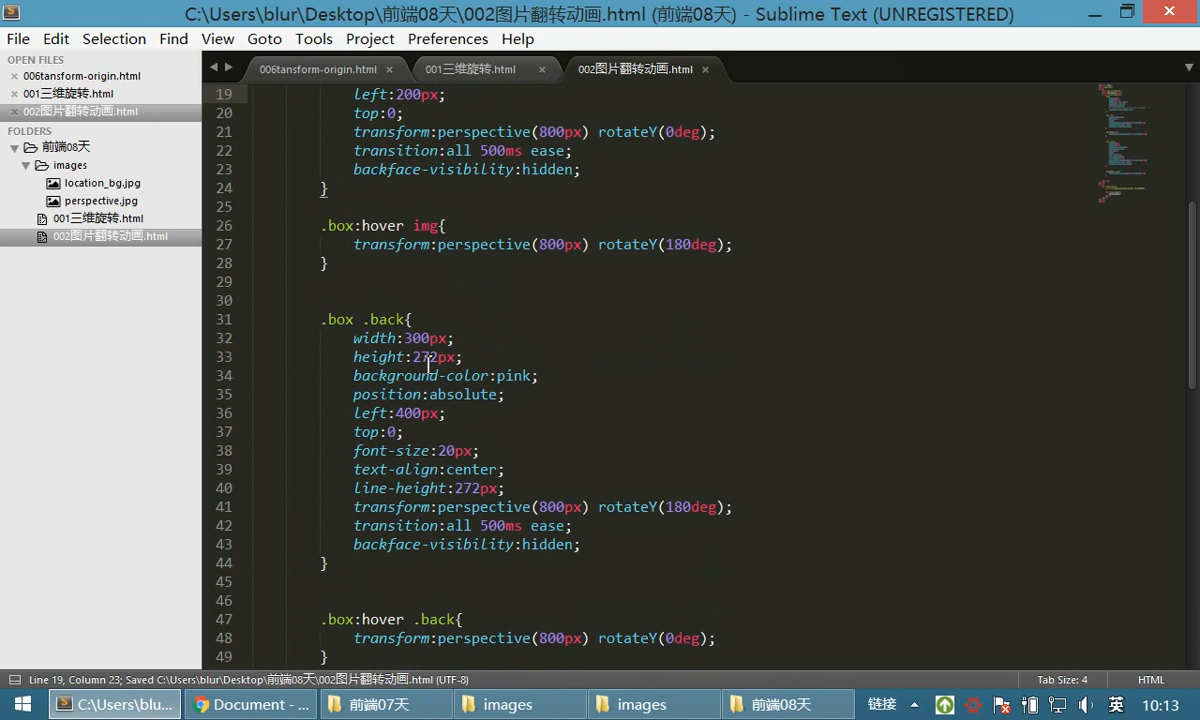 C:\Users\blur\Desktop\前端08天\002图片翻转动画.html (前端08天) - Sublime Text (UNREGISTERED)
File Edit Selection Find View Goto Tools Project Preferences Help
OPEN FILES
006tansform-origin.html
001三维旋转.html
002图片翻转动画.html
FOLDERS
前端08天
images
location_bg.jpg
perspective.jpg
001三维旋转.html
002图片翻转动画.html
006tansform-origin.html 001三维旋转.html 002图片翻转动画.html
19 left:200px;
20 top:0;
21 transform:perspective(800px) rotateY(0deg);
22 transition:all 500ms ease;
23 backface-visibility:hidden;
24 }
25
26 .box:hover img{
27 transform:perspective(800px) rotateY(180deg);
28 }
29
30
31 .box .back{
32 width:300px;
33 height:272px;
34 background-color:pink;
35 position:absolute;
36 left:400px;
37 top:0;
38 font-size:20px;
39 text-align:center;
40 line-height:272px;
41 transform:perspective(800px) rotateY(180deg);
42 transition:all 500ms ease;
43 backface-visibility:hidden;
44 }
45
46
47 .box:hover .back{
48 transform:perspective(800px) rotateY(0deg);
49 }
Line 19, Column 23; Saved C:\Users\blur\Desktop\前端08天\002图片翻转动画.html (UTF-8) Tab Size: 4 HTML
C:\Users\blu... Document - ... 前端07天 images images 前端08天 链接 英 10:13